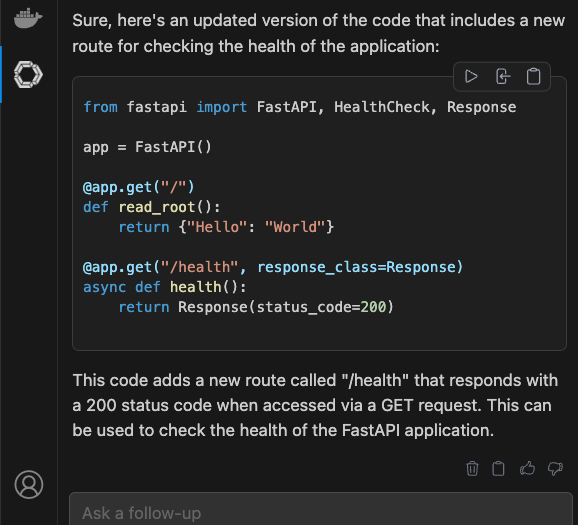 Sure, here's an updated version of the code that includes a new
route for checking the health of the application:
from fastapi import FastAPI, HealthCheck, Response
app = FastAPI()
@app.get("/")
def read_root():
    return {"Hello": "World"}
@app.get("/health", response_class=Response)
async def health():
    return Response(status_code=200)
This code adds a new route called "/health" that responds with
a 200 status code when accessed via a GET request. This can
be used to check the health of the FastAPI application.
Ask a follow-up